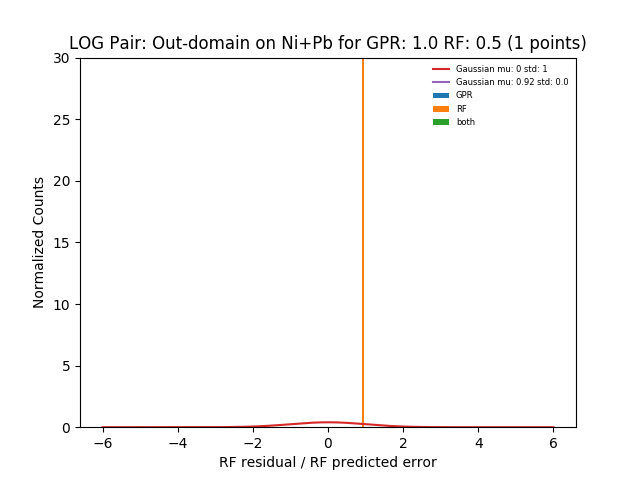 LOG Pair: Out-domain on Ni+Pb for GPR: 1.0 RF: 0.5 (1 points)
30
25
20
15
10
5
0
Normalized Counts
Gaussian mu: 0 std: 1
Gaussian mu: 0.92 std: 0.0
GPR
RF
both
−6 −4 −2 0 2 4 6
RF residual / RF predicted error